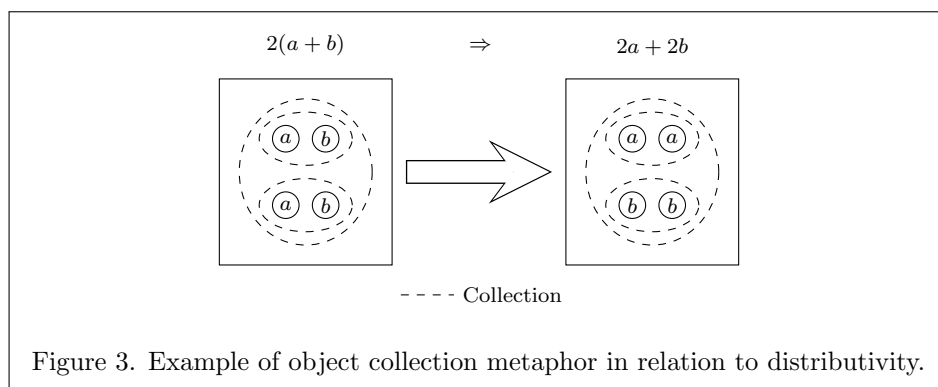 2(a + b) ⇒ 2a + 2b
a b a a
a b b b
Collection
Figure 3. Example of object collection metaphor in relation to distributivity.